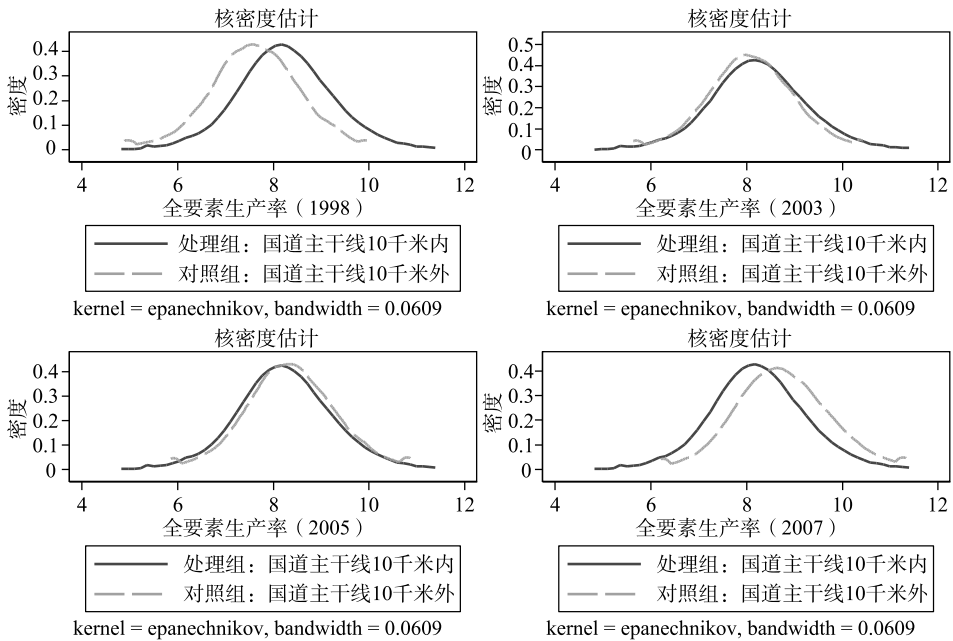 核密度估计
密度
0.4
0.3
0.2
0.1
0
4 6 8 10 12
全要素生产率（1998）
处理组：国道主干线10千米内
对照组：国道主干线10千米外
kernel = epanechnikov, bandwidth = 0.0609
核密度估计
密度
0.5
0.4
0.3
0.2
0.1
0
4 6 8 10 12
全要素生产率（2003）
处理组：国道主干线10千米内
对照组：国道主干线10千米外
kernel = epanechnikov, bandwidth = 0.0609
核密度估计
密度
0.4
0.3
0.2
0.1
0
4 6 8 10 12
全要素生产率（2005）
处理组：国道主干线10千米内
对照组：国道主干线10千米外
kernel = epanechnikov, bandwidth = 0.0609
核密度估计
密度
0.4
0.3
0.2
0.1
0
4 6 8 10 12
全要素生产率（2007）
处理组：国道主干线10千米内
对照组：国道主干线10千米外
kernel = epanechnikov, bandwidth = 0.0609